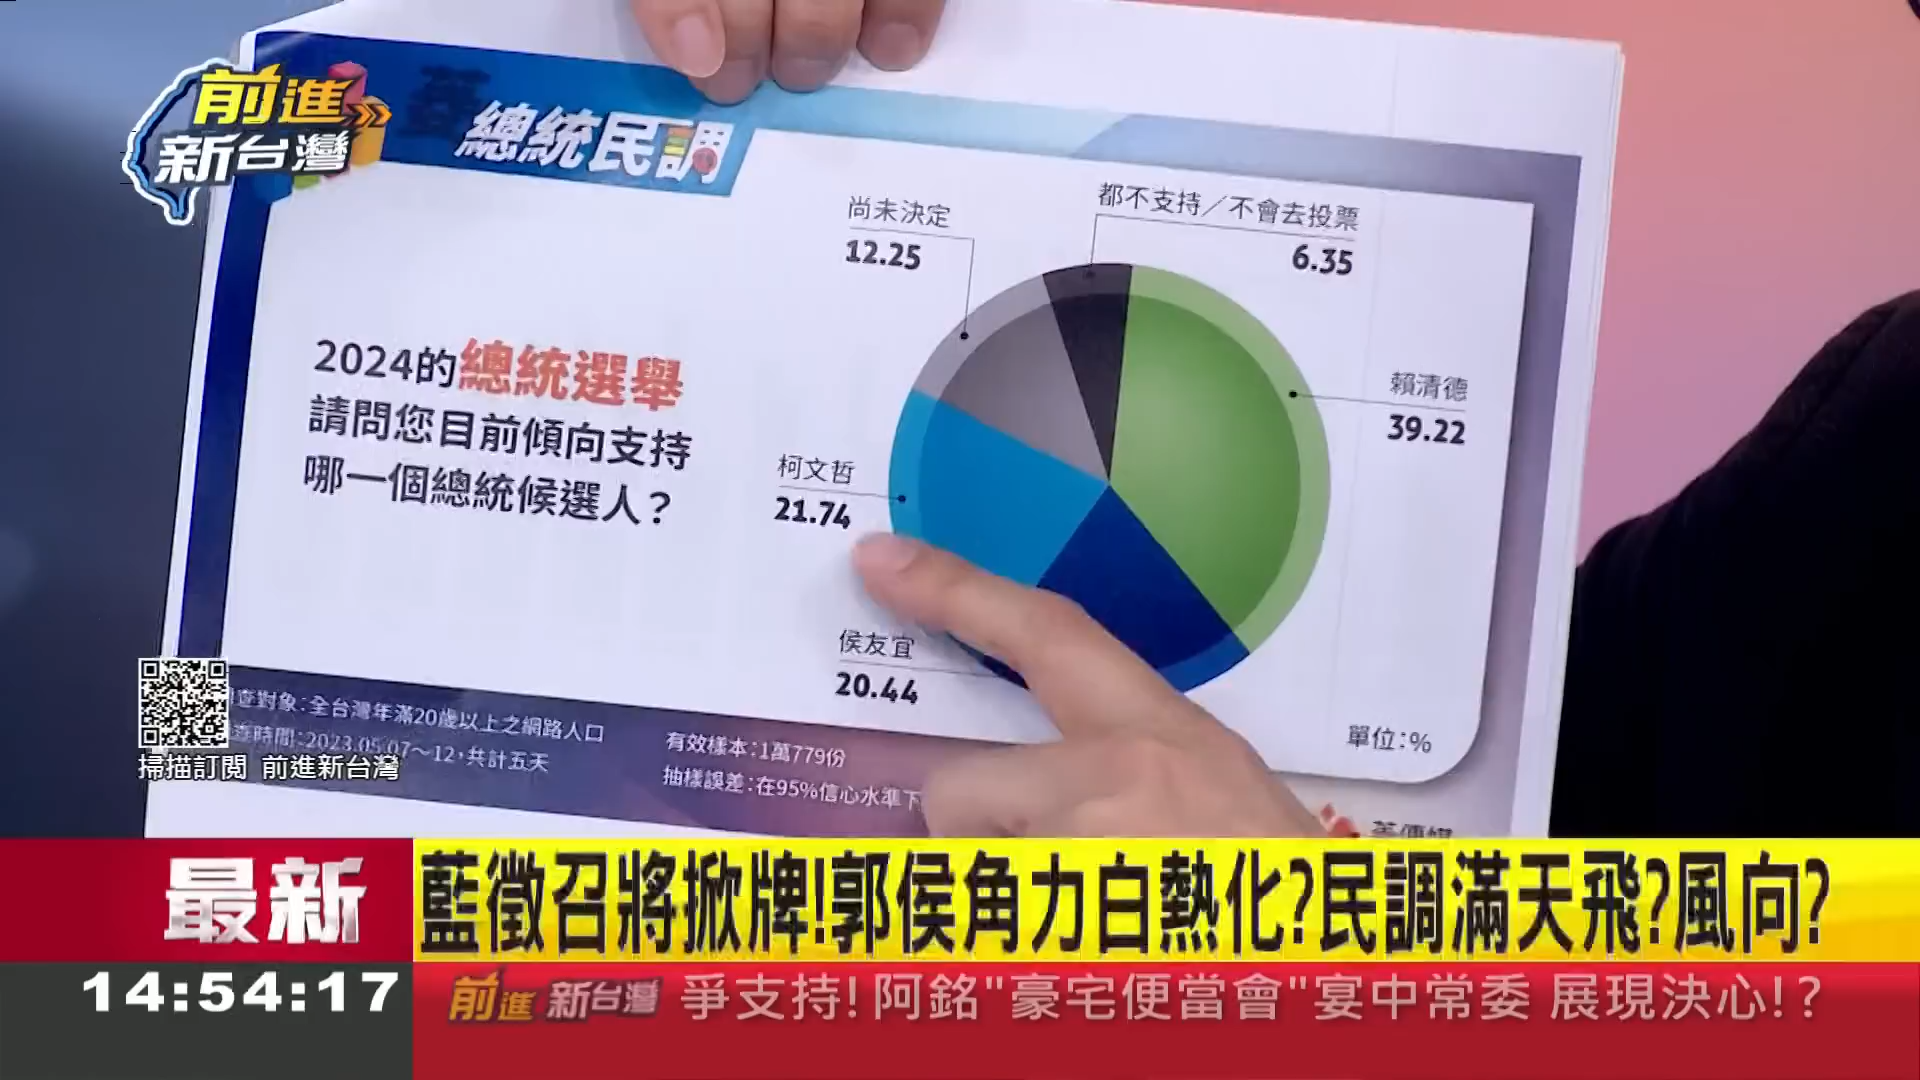 前進
新台灣
總統民調
尚未決定
12.25
都不支持／不會去投票
6.35
賴清德
39.22
2024的總統選舉
請問您目前傾向支持
哪一個總統候選人？
柯文哲
21.74
侯友宜
20.44
單位：%
查對象：全台灣年滿20歲以上之網路人口
時間：2023.05.07～12，共計五天
有效樣本：1萬779份
抽樣誤差：在95%信心水準下
掃描訂閱 前進新台灣
最新
藍徵召將掀牌!郭侯角力白熱化?民調滿天飛?風向?
14:54:17
前進新台灣 爭支持!阿銘"豪宅便當會"宴中常委 展現決心!?